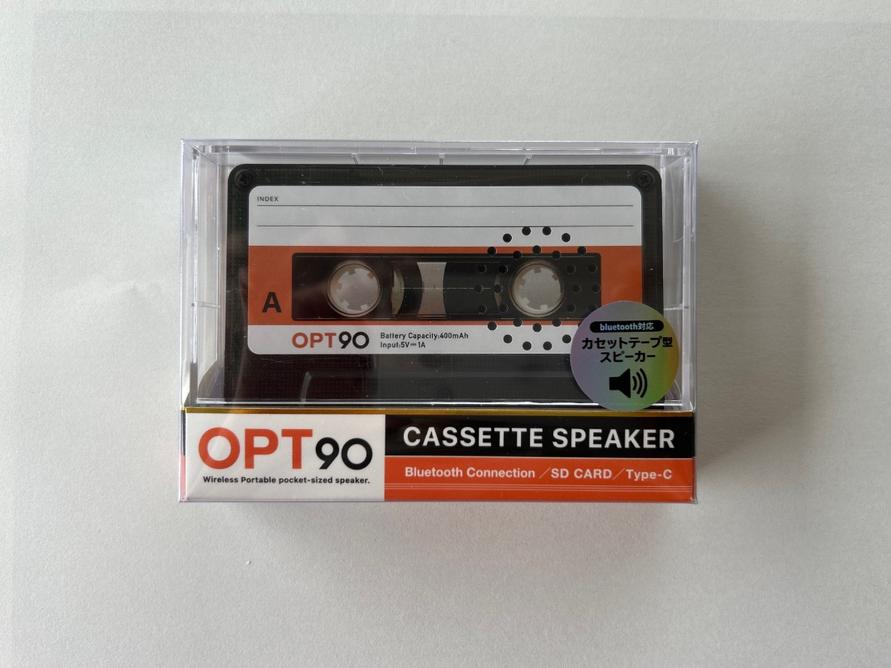 INDEX
A
OPT90
Battery Capacity:400mAh
Input:5V⎓1A
bluetooth対応
カセットテープ型
スピーカー
OPT90
Wireless Portable pocket-sized speaker.
CASSETTE SPEAKER
Bluetooth Connection／SD CARD／Type-C